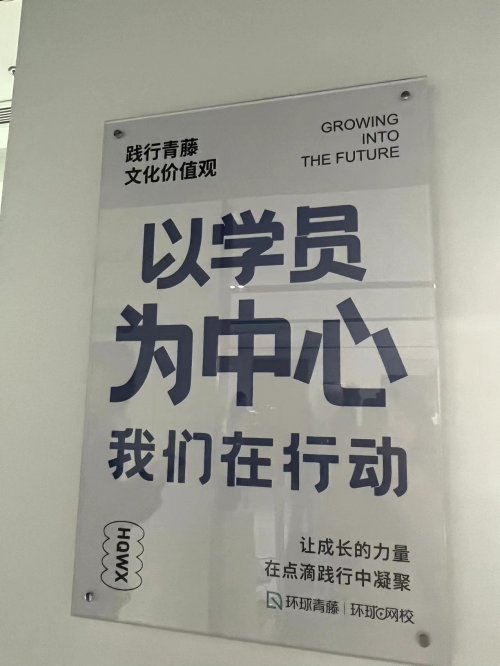 践行青藤
文化价值观
GROWING
INTO
THE FUTURE
以学员
为中心
我们在行动
HQWX
让成长的力量
在点滴践行中凝聚
环球青藤 | 环球网校